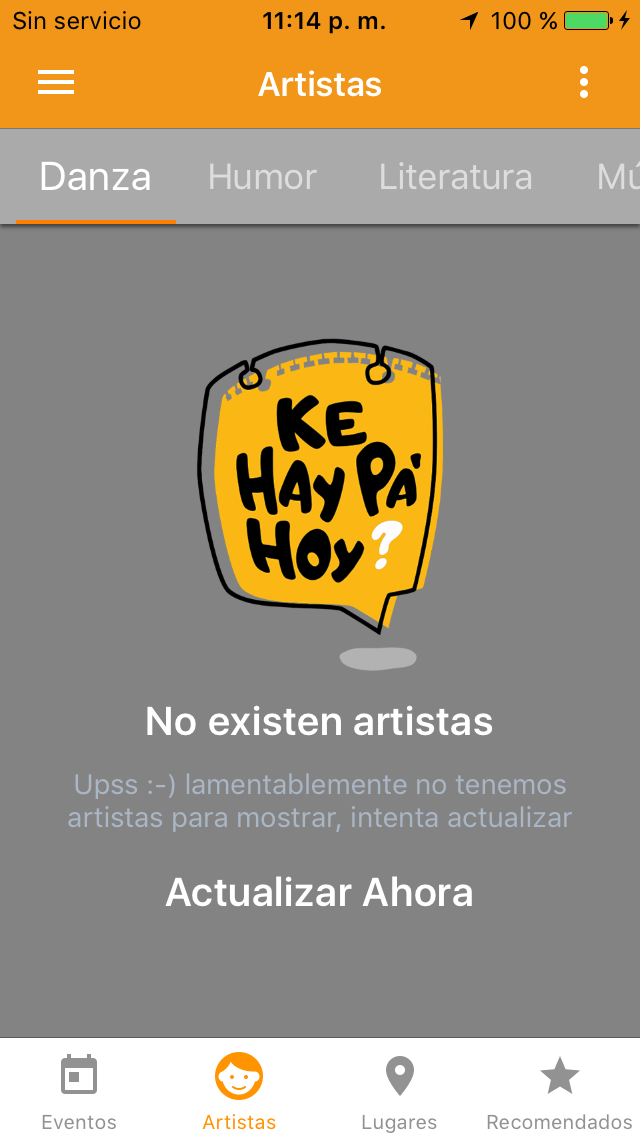 Sin servicio 11:14 p. m. 100 %
Artistas
Danza Humor Literatura Mú
KE
HAY PA'
HOY?
No existen artistas
Upss :-) lamentablemente no tenemos
artistas para mostrar, intenta actualizar
Actualizar Ahora
Eventos Artistas Lugares Recomendados